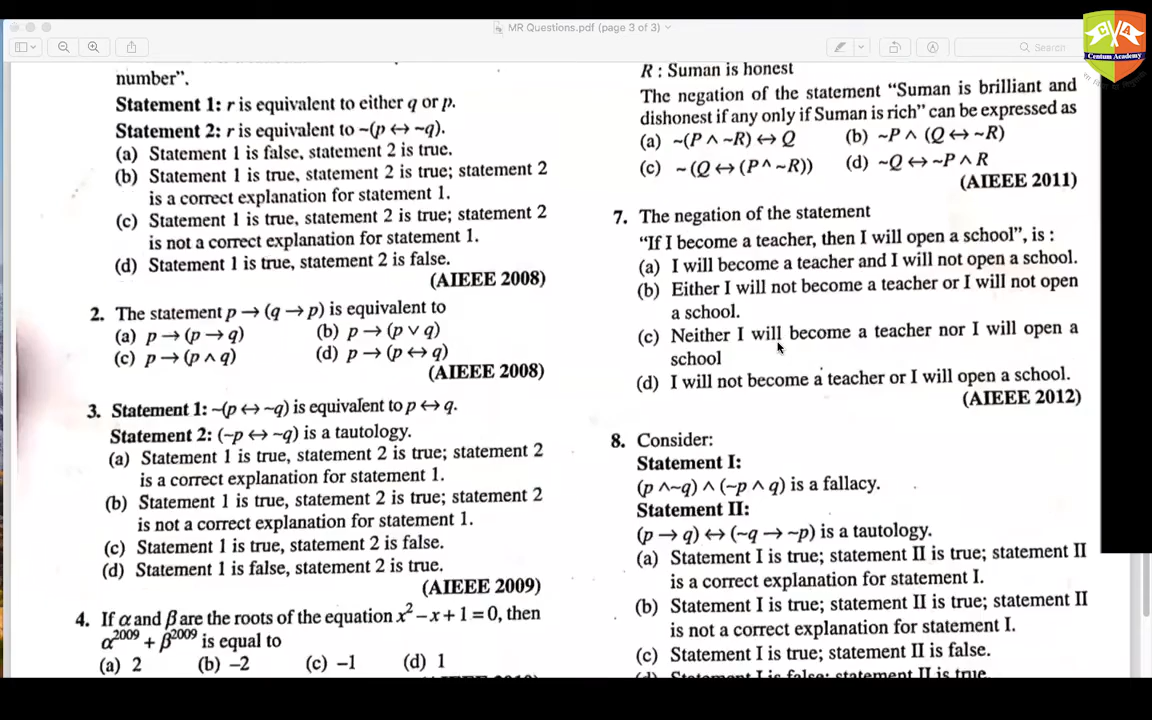 MR Questions.pdf (page 3 of 3)
Search
Centum Academy
number”.
Statement 1: r is equivalent to either q or p.
Statement 2: r is equivalent to ~(p ↔ ~q).
(a) Statement 1 is false, statement 2 is true.
(b) Statement 1 is true, statement 2 is true; statement 2
is a correct explanation for statement 1.
(c) Statement 1 is true, statement 2 is true; statement 2
is not a correct explanation for statement 1.
(d) Statement 1 is true, statement 2 is false.
(AIEEE 2008)
2. The statement p → (q → p) is equivalent to
(a) p → (p → q) (b) p → (p ∨ q)
(c) p → (p ∧ q) (d) p → (p ↔ q)
(AIEEE 2008)
3. Statement 1: ~(p ↔ ~q) is equivalent to p ↔ q.
Statement 2: (~p ↔ ~q) is a tautology.
(a) Statement 1 is true, statement 2 is true; statement 2
is a correct explanation for statement 1.
(b) Statement 1 is true, statement 2 is true; statement 2
is not a correct explanation for statement 1.
(c) Statement 1 is true, statement 2 is false.
(d) Statement 1 is false, statement 2 is true.
(AIEEE 2009)
4. If α and β are the roots of the equation x² – x + 1 = 0, then
α²⁰⁰⁹ + β²⁰⁰⁹ is equal to
(a) 2 (b) –2 (c) –1 (d) 1
R : Suman is honest
The negation of the statement “Suman is brilliant and
dishonest if any only if Suman is rich” can be expressed as
(a) ~(P ∧ ~R) ↔ Q (b) ~P ∧ (Q ↔ ~R)
(c) ~ (Q ↔ (P ∧ ~R)) (d) ~Q ↔ ~P ∧ R
(AIEEE 2011)
7. The negation of the statement
“If I become a teacher, then I will open a school”, is :
(a) I will become a teacher and I will not open a school.
(b) Either I will not become a teacher or I will not open
a school.
(c) Neither I will become a teacher nor I will open a
school
(d) I will not become a teacher or I will open a school.
(AIEEE 2012)
8. Consider:
Statement I:
(p ∧~q) ∧ (~p ∧ q) is a fallacy.
Statement II:
(p → q) ↔ (~q → ~p) is a tautology.
(a) Statement I is true; statement II is true; statement II
is a correct explanation for statement I.
(b) Statement I is true; statement II is true; statement II
is not a correct explanation for statement I.
(c) Statement I is true; statement II is false.
(d) Statement I is false; statement II is true.